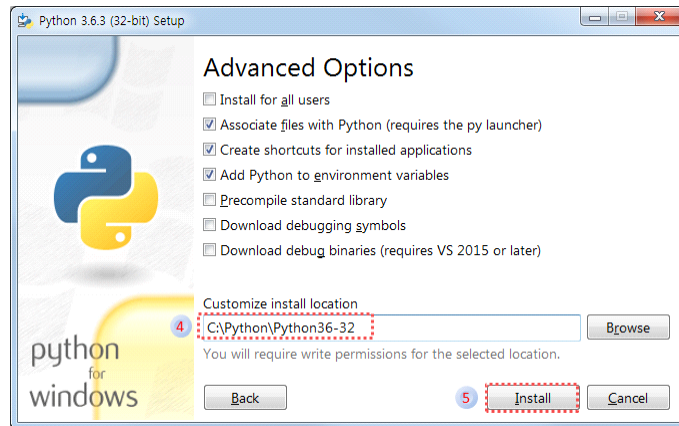 Python 3.6.3 (32-bit) Setup
Advanced Options
Install for all users
Associate files with Python (requires the py launcher)
Create shortcuts for installed applications
Add Python to environment variables
Precompile standard library
Download debugging symbols
Download debug binaries (requires VS 2015 or later)
Customize install location
4 C:\Python\Python36-32 Browse
You will require write permissions for the selected location.
python
for
windows
Back 5 Install Cancel